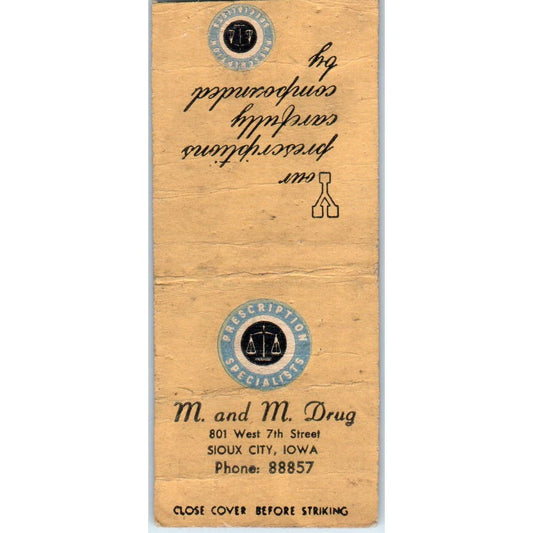 Your
prescriptions
carefully
compounded
by
PRESCRIPTION
SPECIALISTS
PRESCRIPTION
SPECIALISTS
M. and M. Drug
801 West 7th Street
SIOUX CITY, IOWA
Phone: 88857
CLOSE COVER BEFORE STRIKING